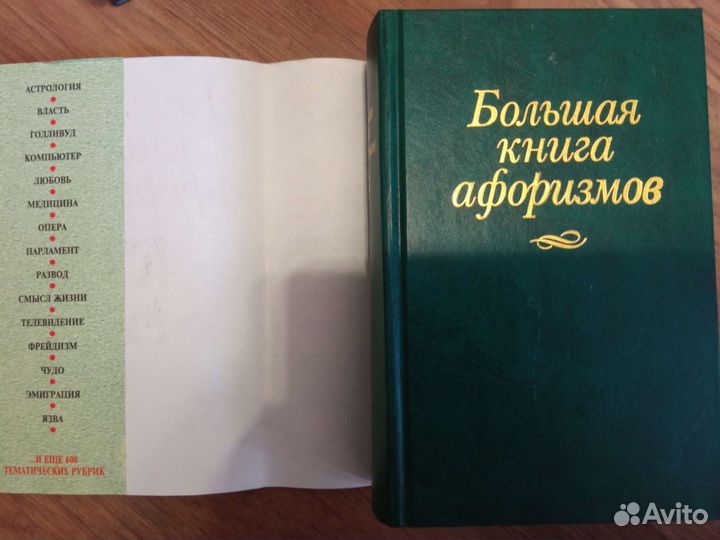 АСТРОЛОГИЯ
ВЛАСТЬ
ГОЛЛИВУД
КОМПЬЮТЕР
ЛЮБОВЬ
МЕДИЦИНА
ОПЕРА
ПАРЛАМЕНТ
РАЗВОД
СМЫСЛ ЖИЗНИ
ТЕЛЕВИДЕНИЕ
ФРЕЙДИЗМ
ЧУДО
ЭМИГРАЦИЯ
ЯЗВА
...И ЕЩЕ 600
ТЕМАТИЧЕСКИХ РУБРИК
Большая
книга
афоризмов
Avito